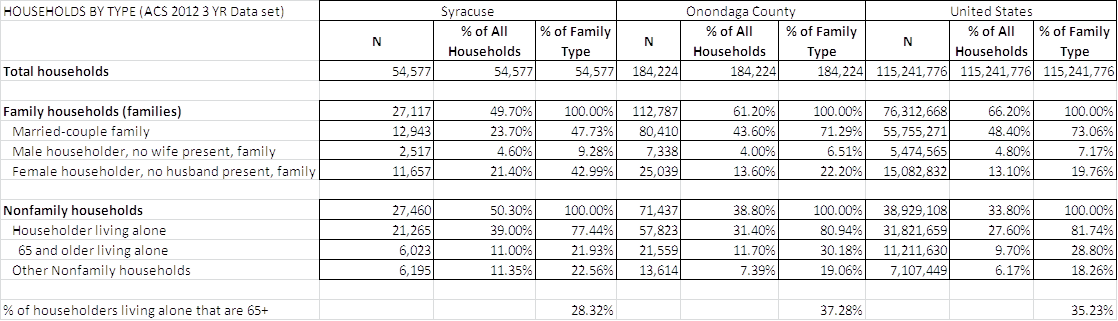 HOUSEHOLDS BY TYPE (ACS 2012 3 YR Data set) Syracuse Onondaga County United States
N % of All Households % of Family Type N % of All Households % of Family Type N % of All Households % of Family Type
Total households 54,577 54,577 54,577 184,224 184,224 184,224 115,241,776 115,241,776 115,241,776
Family households (families) 27,117 49.70% 100.00% 112,787 61.20% 100.00% 76,312,668 66.20% 100.00%
Married-couple family 12,943 23.70% 47.73% 80,410 43.60% 71.29% 55,755,271 48.40% 73.06%
Male householder, no wife present, family 2,517 4.60% 9.28% 7,338 4.00% 6.51% 5,474,565 4.80% 7.17%
Female householder, no husband present, family 11,657 21.40% 42.99% 25,039 13.60% 22.20% 15,082,832 13.10% 19.76%
Nonfamily households 27,460 50.30% 100.00% 71,437 38.80% 100.00% 38,929,108 33.80% 100.00%
Householder living alone 21,265 39.00% 77.44% 57,823 31.40% 80.94% 31,821,659 27.60% 81.74%
65 and older living alone 6,023 11.00% 21.93% 21,559 11.70% 30.18% 11,211,630 9.70% 28.80%
Other Nonfamily households 6,195 11.35% 22.56% 13,614 7.39% 19.06% 7,107,449 6.17% 18.26%
% of householders living alone that are 65+ 28.32% 37.28% 35.23%